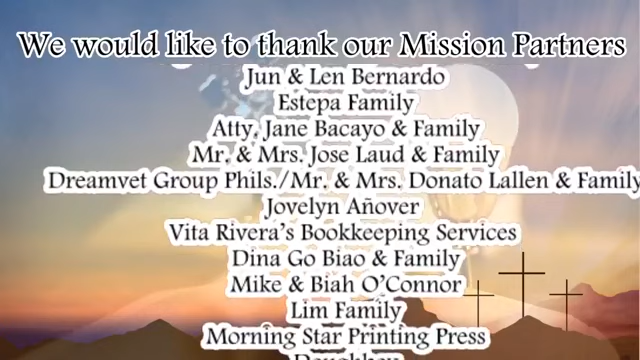 We would like to thank our Mission Partners
Jun & Len Bernardo
Estepa Family
Atty. Jane Bacayo & Family
Mr. & Mrs. Jose Laud & Family
Dreamvet Group Phils./Mr. & Mrs. Donato Lallen & Family
Jovelyn Añover
Vita Rivera's Bookkeeping Services
Dina Go Biao & Family
Mike & Biah O'Connor
Lim Family
Morning Star Printing Press